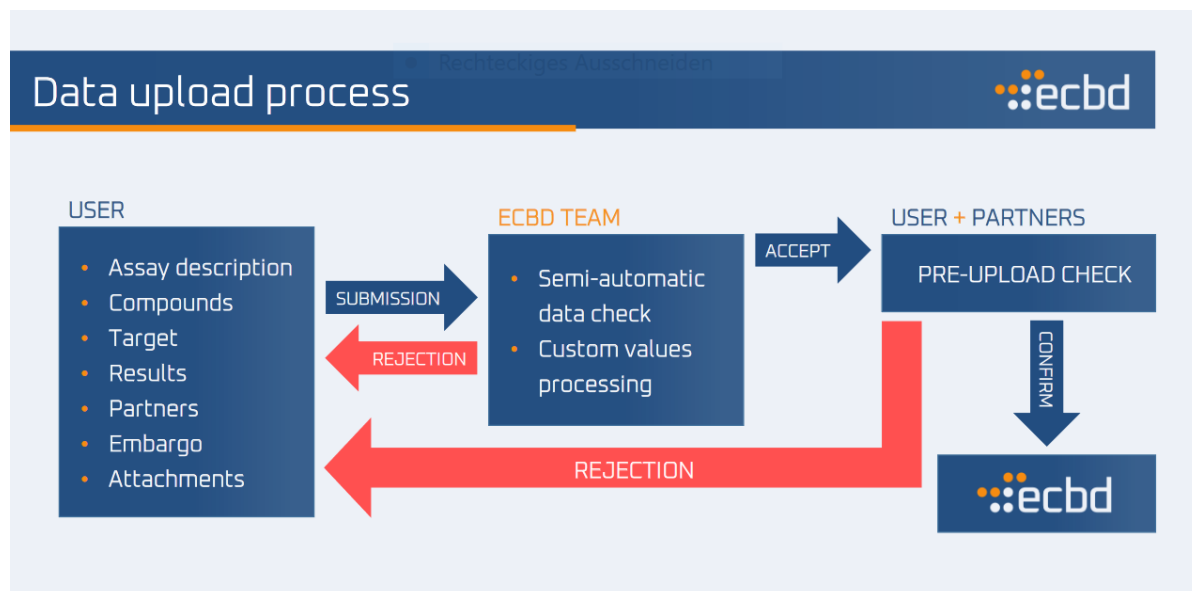 • Rechteckiges Ausschneiden
Data upload process
ecbd
USER
• Assay description
• Compounds
• Target
• Results
• Partners
• Embargo
• Attachments
SUBMISSION
REJECTION
ECBD TEAM
• Semi-automatic
data check
• Custom values
processing
ACCEPT
USER + PARTNERS
PRE-UPLOAD CHECK
CONFIRM
REJECTION
ecbd